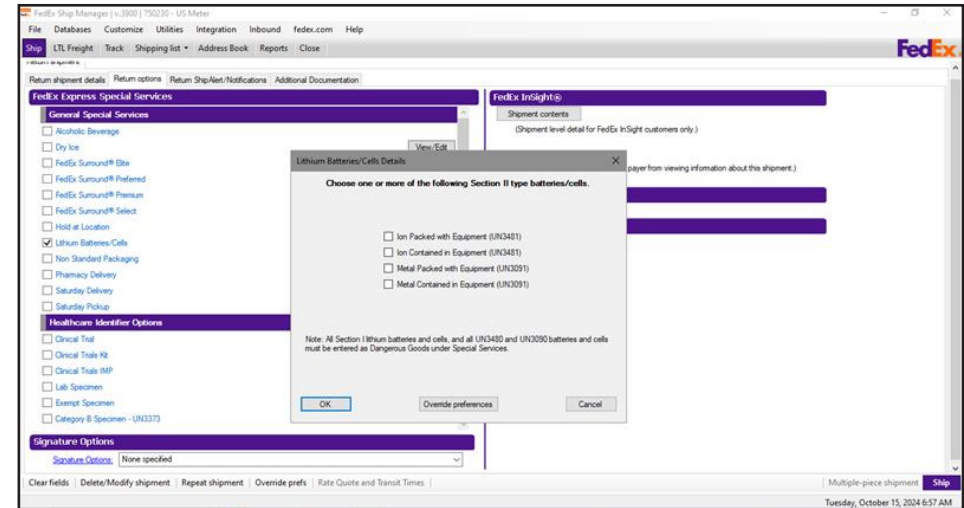 FedEx Ship Manager | v.3900 | 750230 - US Meter
File Databases Customize Utilities Integration Inbound fedex.com Help
Ship LTL Freight Track Shipping list Address Book Reports Close
FedEx
Return shipment details Return options Return ShipAlert/Notifications Additional Documentation
FedEx Express Special Services
General Special Services
Alcoholic Beverage
Dry Ice
View/Edit
FedEx Surround® Elite
FedEx Surround® Preferred
FedEx Surround® Premium
FedEx Surround® Select
Hold at Location
Lithium Batteries/Cells
Non Standard Packaging
Pharmacy Delivery
Saturday Delivery
Saturday Pickup
Healthcare Identifier Options
Clinical Trial
Clinical Trials Kit
Clinical Trials IMP
Lab Specimen
Exempt Specimen
Category B Specimen - UN3373
Signature Options
Signature Options: None specified
FedEx InSight®
Shipment contents
(Shipment level detail for FedEx InSight customers only.)
payer from viewing information about this shipment.)
Lithium Batteries/Cells Details
Choose one or more of the following Section II type batteries/cells.
Ion Packed with Equipment (UN3481)
Ion Contained in Equipment (UN3481)
Metal Packed with Equipment (UN3091)
Metal Contained in Equipment (UN3091)
Note: All Section I lithium batteries and cells, and all UN3480 and UN3090 batteries and cells
must be entered as Dangerous Goods under Special Services.
OK Override preferences Cancel
Clear fields Delete/Modify shipment Repeat shipment Override prefs Rate Quote and Transit Times Multiple-piece shipment Ship
Tuesday, October 15, 2024 6:57 AM